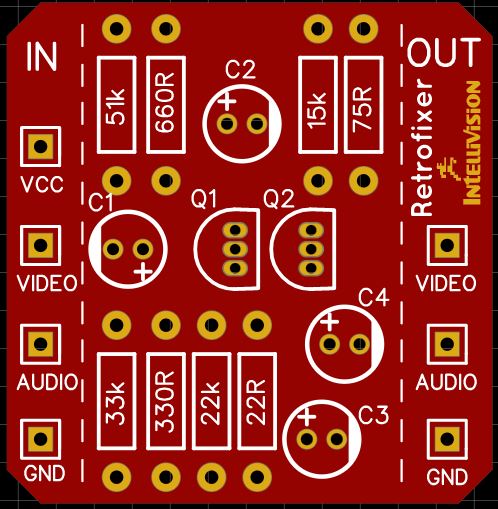 IN
OUT
51k
660R
C2
+
15k
75R
Retrofixer
INTELLIVISION
VCC
C1
Q1
Q2
VIDEO
+
VIDEO
C4
+
AUDIO
AUDIO
33k
330R
22k
22R
+
C3
GND
GND